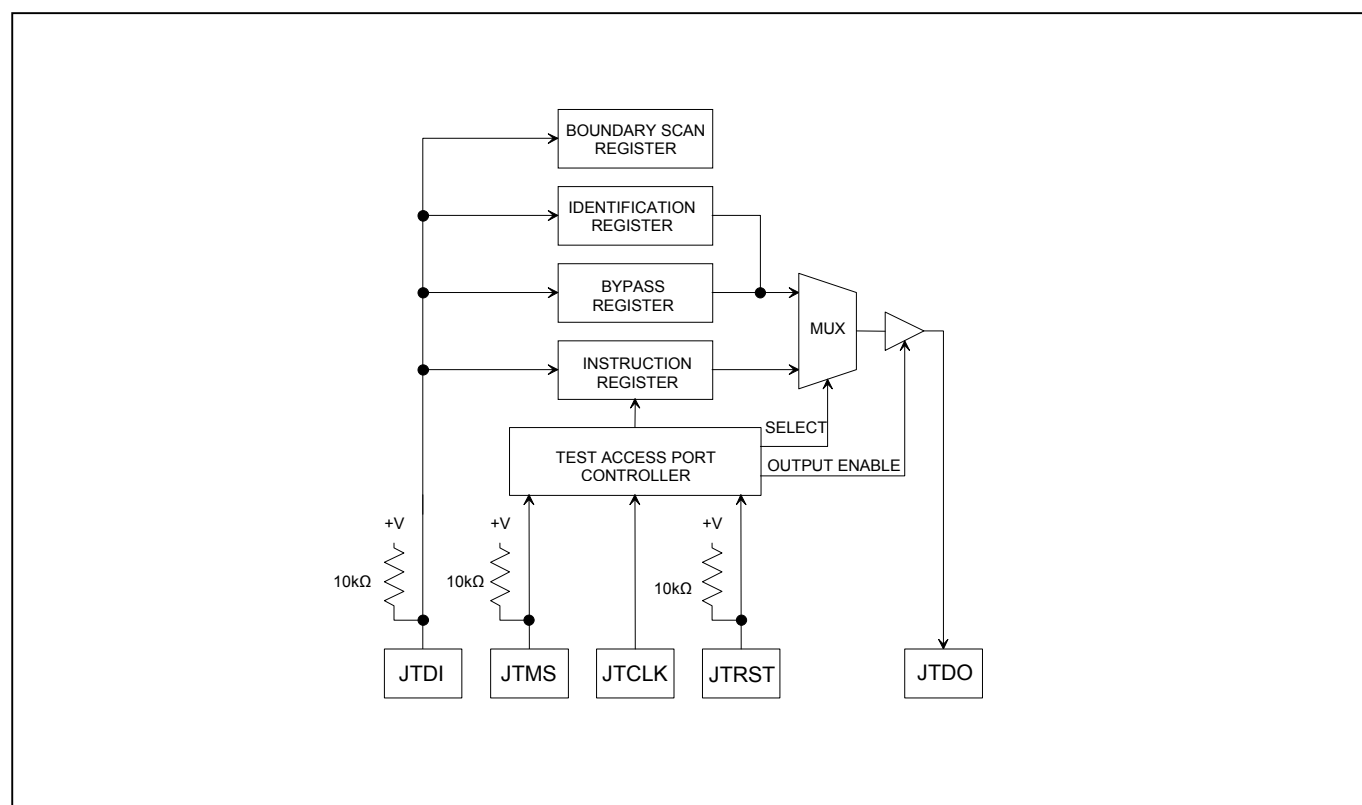 BOUNDARY SCAN
REGISTER
IDENTIFICATION
REGISTER
BYPASS
REGISTER
MUX
INSTRUCTION
REGISTER
SELECT
TEST ACCESS PORT
CONTROLLER
OUTPUT ENABLE
+V
+V
+V
10kΩ
10kΩ
10kΩ
JTDI
JTMS
JTCLK
JTRST
JTDO